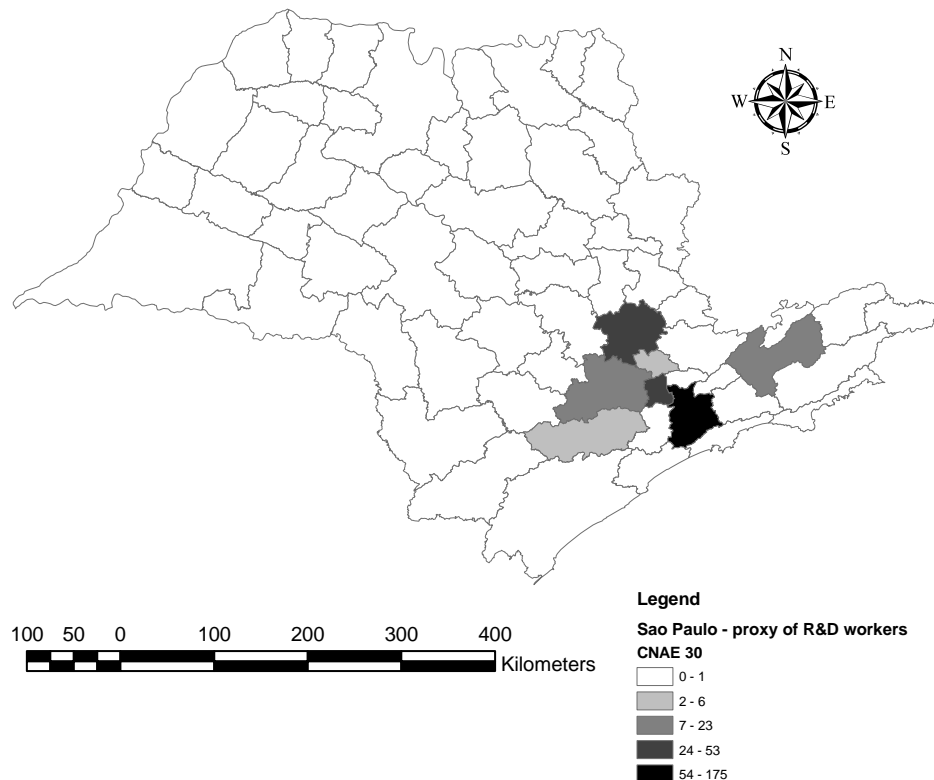 N
W E
S
100 50 0 100 200 300 400
Kilometers
Legend
Sao Paulo - proxy of R&D workers
CNAE 30
0 - 1
2 - 6
7 - 23
24 - 53
54 - 175